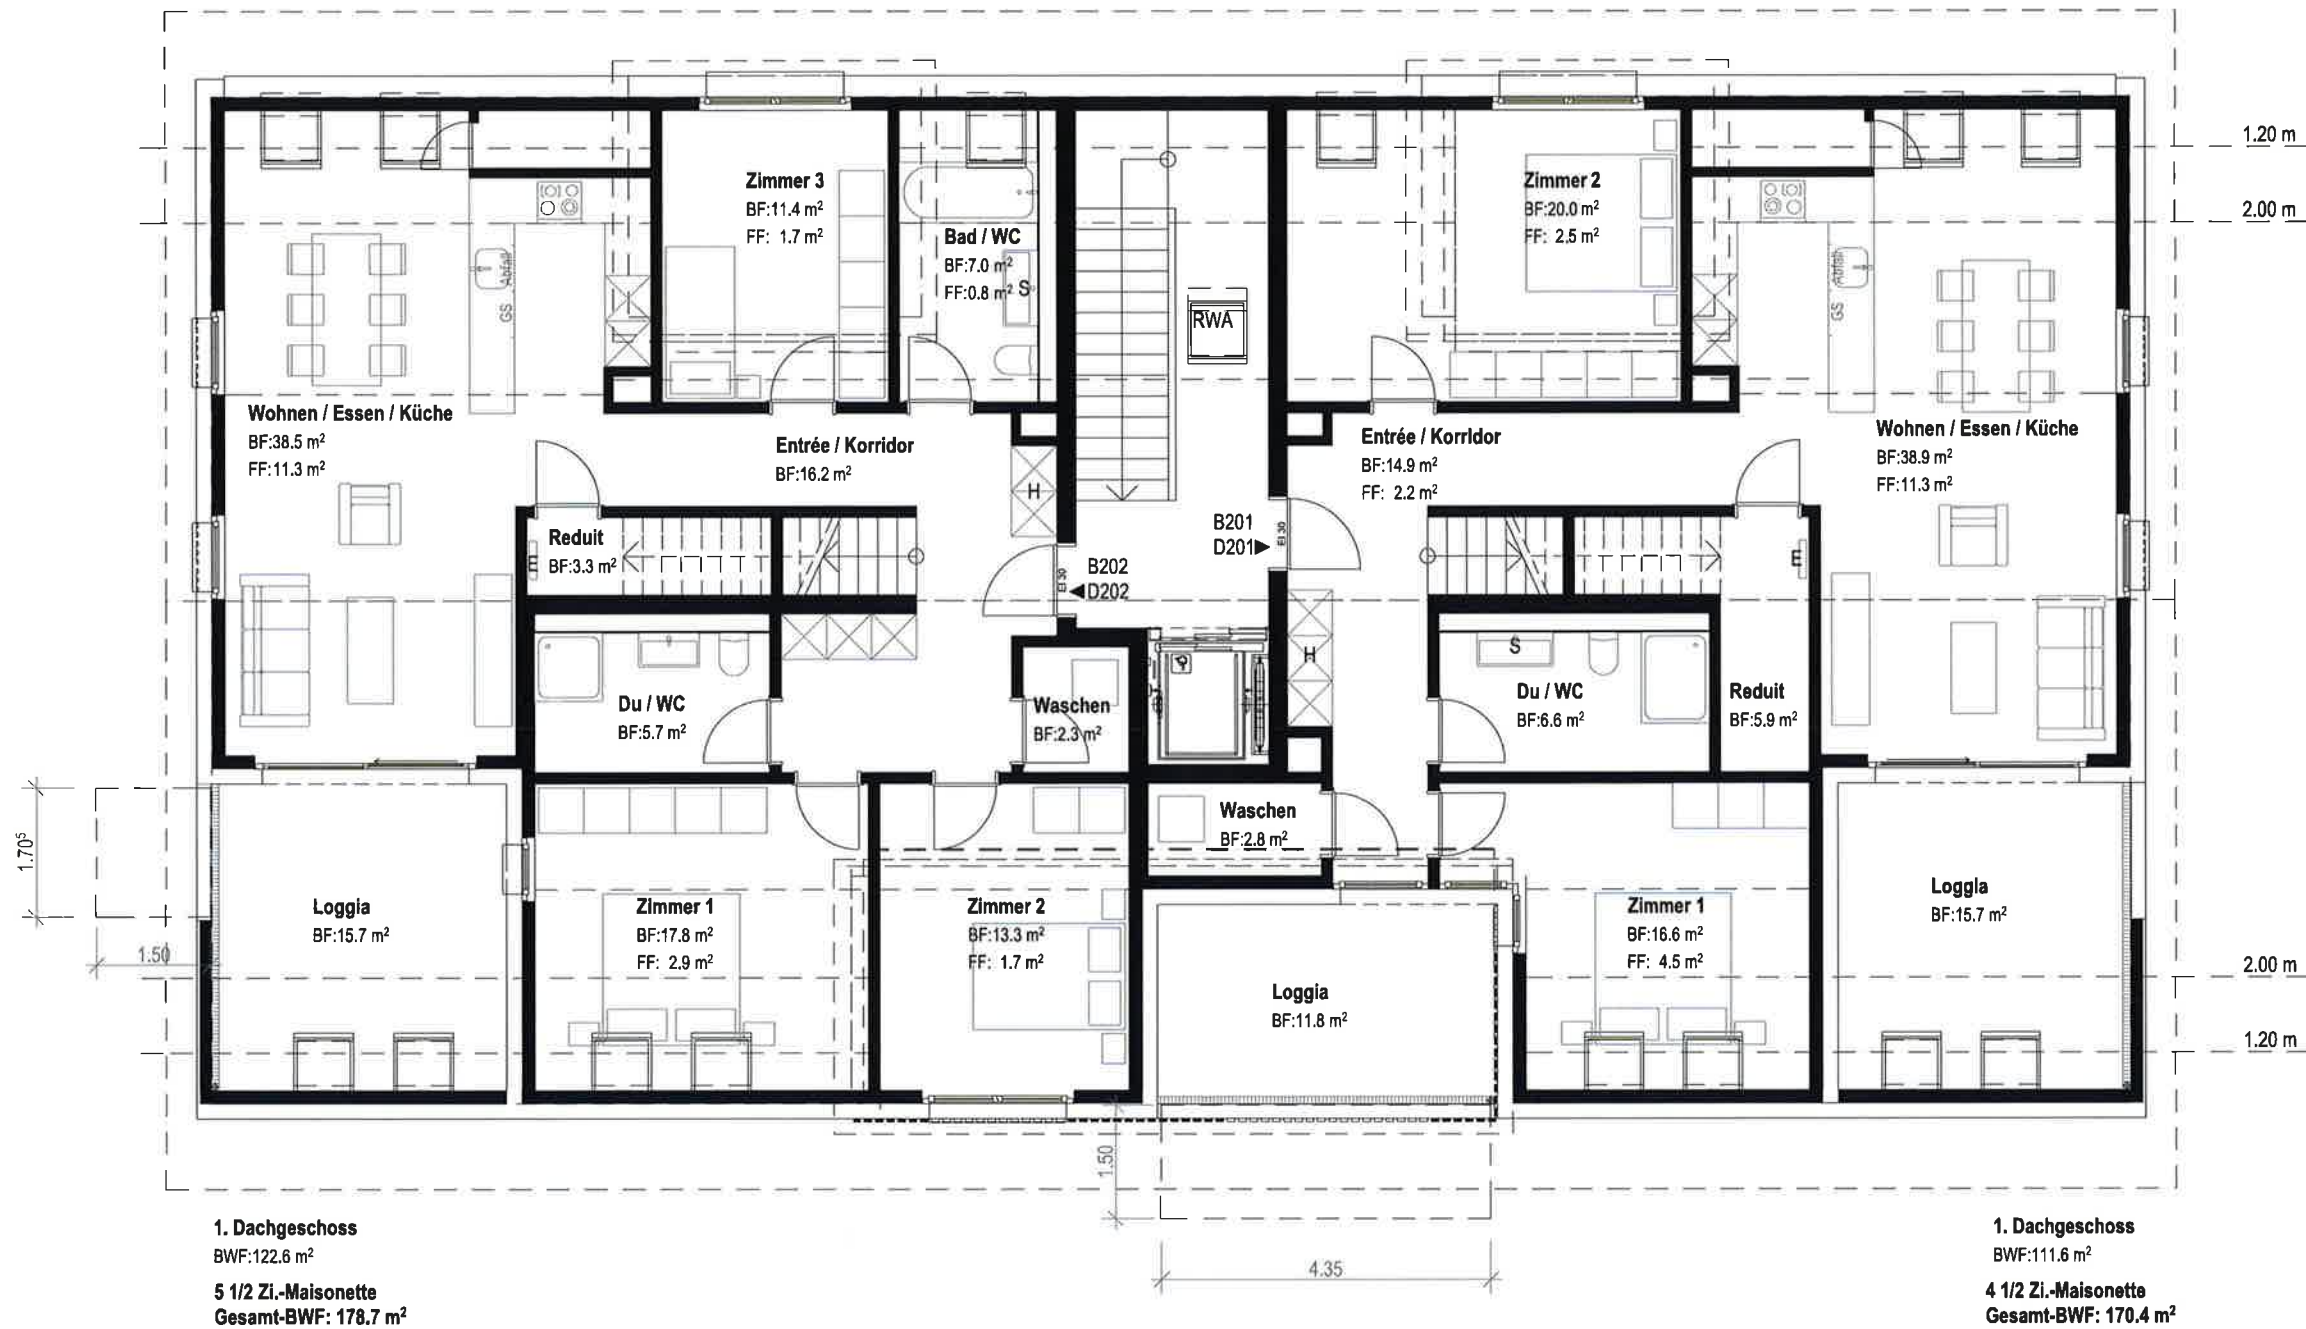 1.20 m
2.00 m
Zimmer 3
BF:11.4 m²
FF: 1.7 m²
Bad / WC
BF:7.0 m²
FF:0.8 m²
S
Zimmer 2
BF:20.0 m²
FF: 2.5 m²
GS
Abfall
RWA
GS
Abfall
Wohnen / Essen / Küche
BF:38.5 m²
FF:11.3 m²
Entrée / Korridor
BF:16.2 m²
Entrée / Korridor
BF:14.9 m²
FF: 2.2 m²
Wohnen / Essen / Küche
BF:38.9 m²
FF:11.3 m²
H
Reduit
BF:3.3 m²
E
B201
D201
EI 30
B202
D202
EI 30
E
H
S
Du / WC
BF:5.7 m²
Waschen
BF:2.3 m²
Du / WC
BF:6.6 m²
Reduit
BF:5.9 m²
Waschen
BF:2.8 m²
1.70⁵
1.50
Loggia
BF:15.7 m²
Zimmer 1
BF:17.8 m²
FF: 2.9 m²
Zimmer 2
BF:13.3 m²
FF: 1.7 m²
Loggia
BF:11.8 m²
Zimmer 1
BF:16.6 m²
FF: 4.5 m²
Loggia
BF:15.7 m²
2.00 m
1.20 m
1.50
4.35
1. Dachgeschoss
BWF:122.6 m²
5 1/2 Zi.-Maisonette
Gesamt-BWF: 178.7 m²
1. Dachgeschoss
BWF:111.6 m²
4 1/2 Zi.-Maisonette
Gesamt-BWF: 170.4 m²